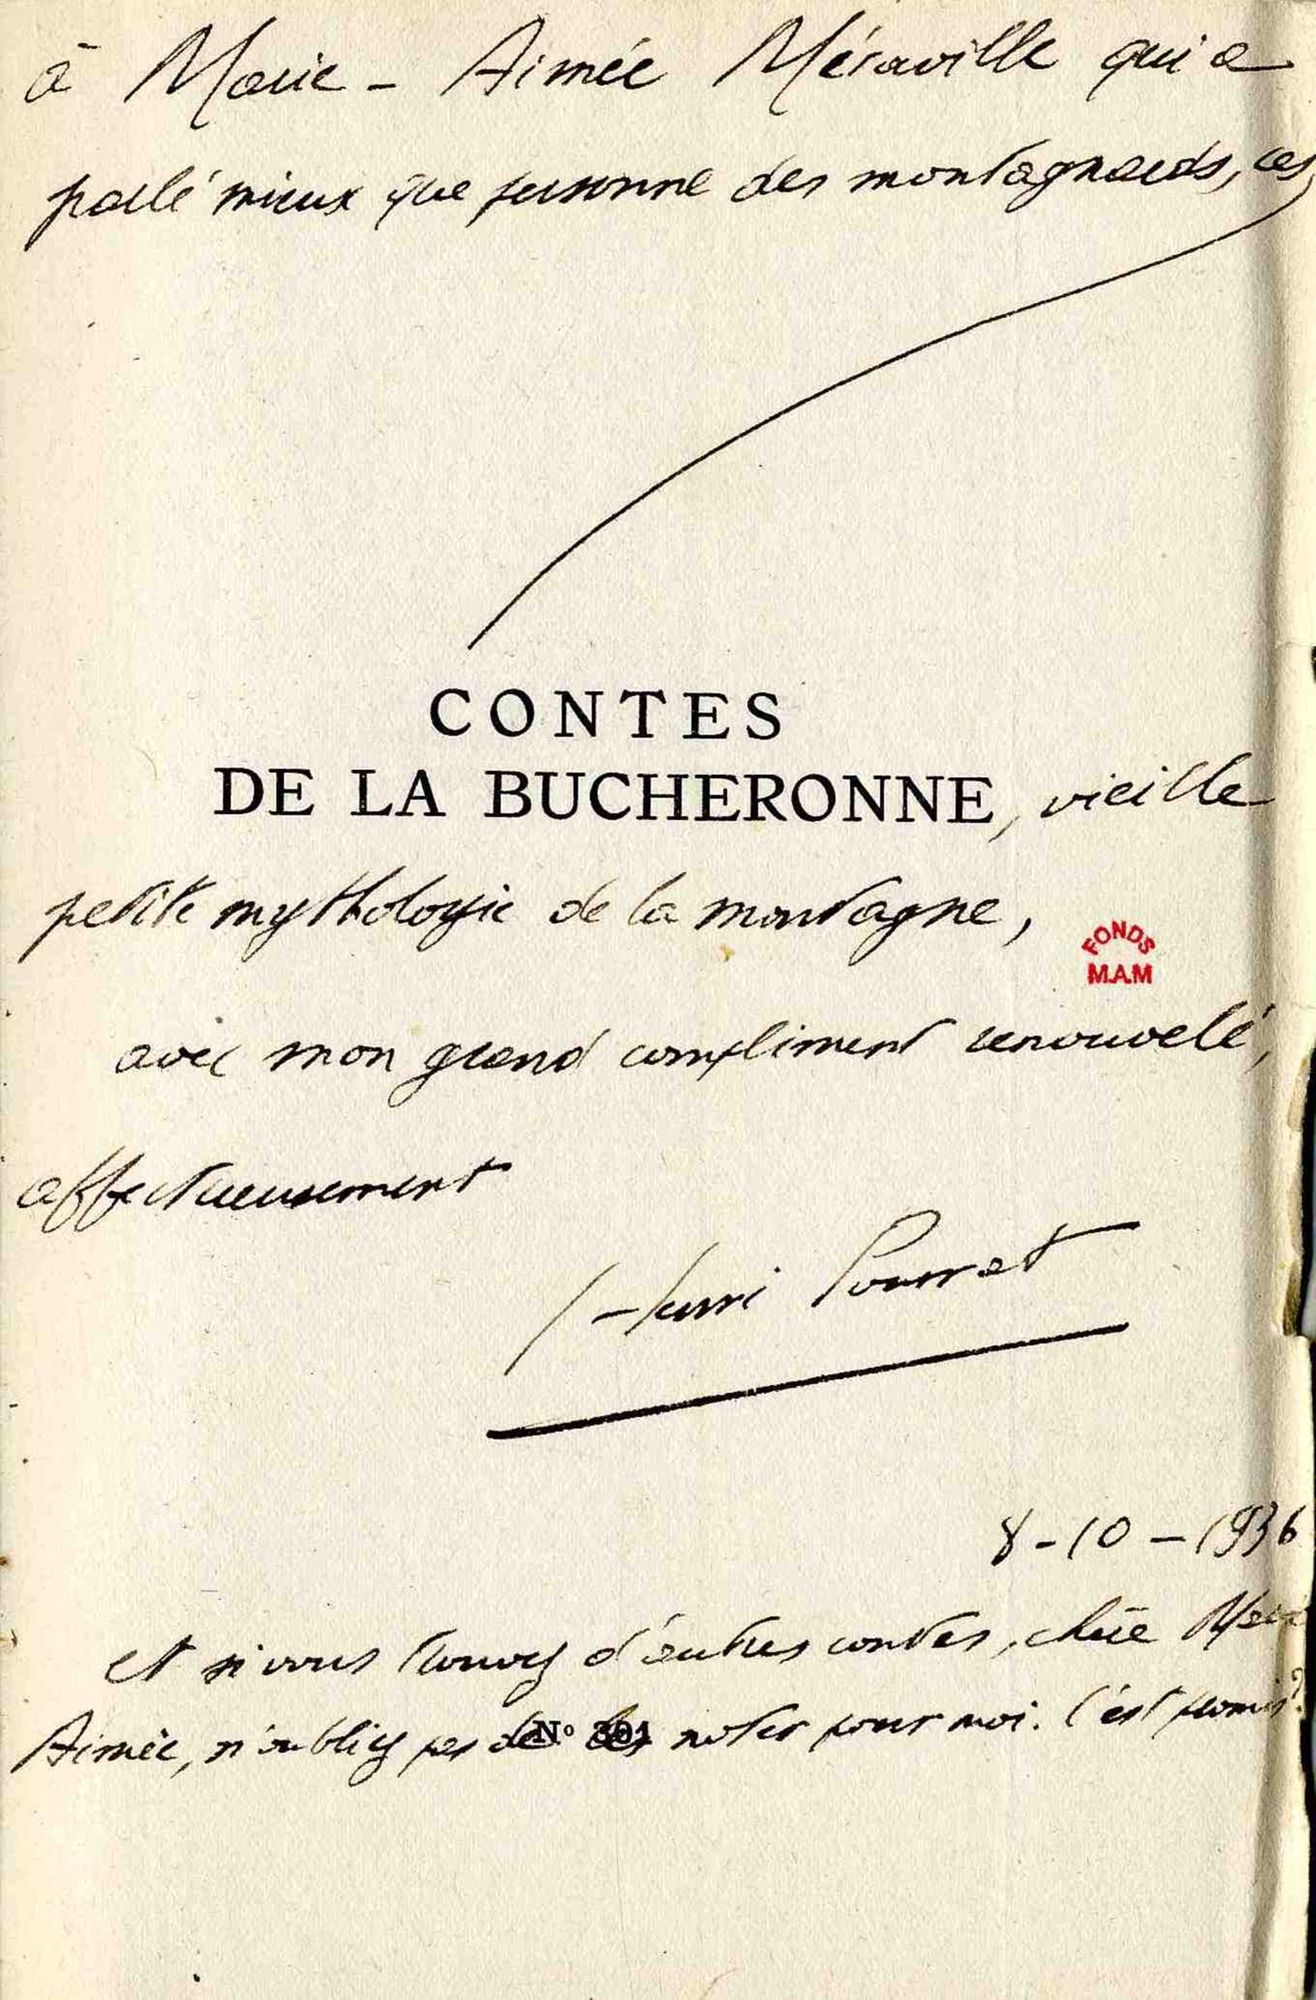 à Marie-Aimée Méraville qui a
parlé mieux que personne des montagnards, ces
CONTES
DE LA BUCHERONNE, vieille
petite mythologie de la montagne,
FONDS
M.A.M
avec mon grand compliment renouvelé,
affectueusement
Henri Pourrat
8-10-1936
et si vous trouvez d'autres contes, chère Marie
Aimée, n'oubliez pas de les noter pour moi. C'est promis?
No